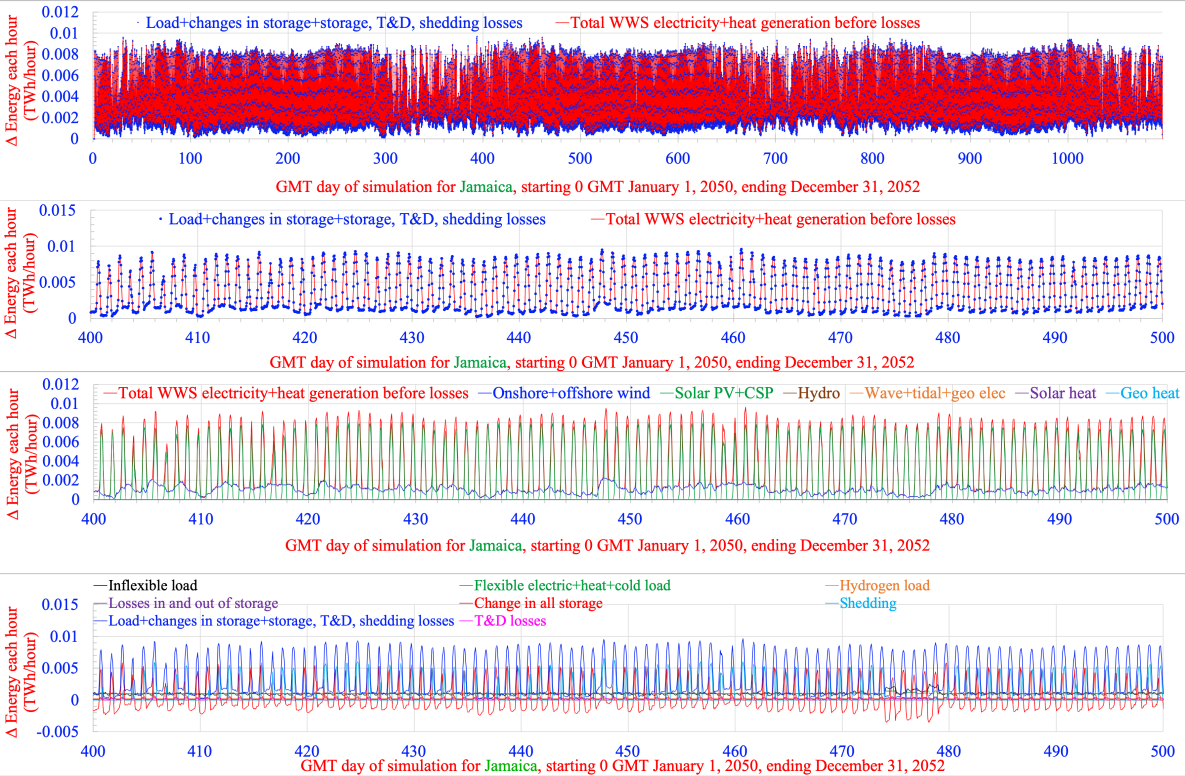 Δ Energy each hour
(TWh/hour)
0.012
0.01
0.008
0.006
0.004
0.002
0
Load+changes in storage+storage, T&D, shedding losses
Total WWS electricity+heat generation before losses
0 100 200 300 400 500 600 700 800 900 1000
GMT day of simulation for Jamaica, starting 0 GMT January 1, 2050, ending December 31, 2052
Δ Energy each hour
(TWh/hour)
0.015
0.01
0.005
0
Load+changes in storage+storage, T&D, shedding losses
Total WWS electricity+heat generation before losses
400 410 420 430 440 450 460 470 480 490 500
GMT day of simulation for Jamaica, starting 0 GMT January 1, 2050, ending December 31, 2052
Δ Energy each hour
(TWh/hour)
0.012
0.01
0.008
0.006
0.004
0.002
0
Total WWS electricity+heat generation before losses
Onshore+offshore wind
Solar PV+CSP
Hydro
Wave+tidal+geo elec
Solar heat
Geo heat
400 410 420 430 440 450 460 470 480 490 500
GMT day of simulation for Jamaica, starting 0 GMT January 1, 2050, ending December 31, 2052
Δ Energy each hour
(TWh/hour)
0.015
0.01
0.005
0
-0.005
Inflexible load
Flexible electric+heat+cold load
Hydrogen load
Losses in and out of storage
Change in all storage
Shedding
Load+changes in storage+storage, T&D, shedding losses
T&D losses
400 410 420 430 440 450 460 470 480 490 500
GMT day of simulation for Jamaica, starting 0 GMT January 1, 2050, ending December 31, 2052